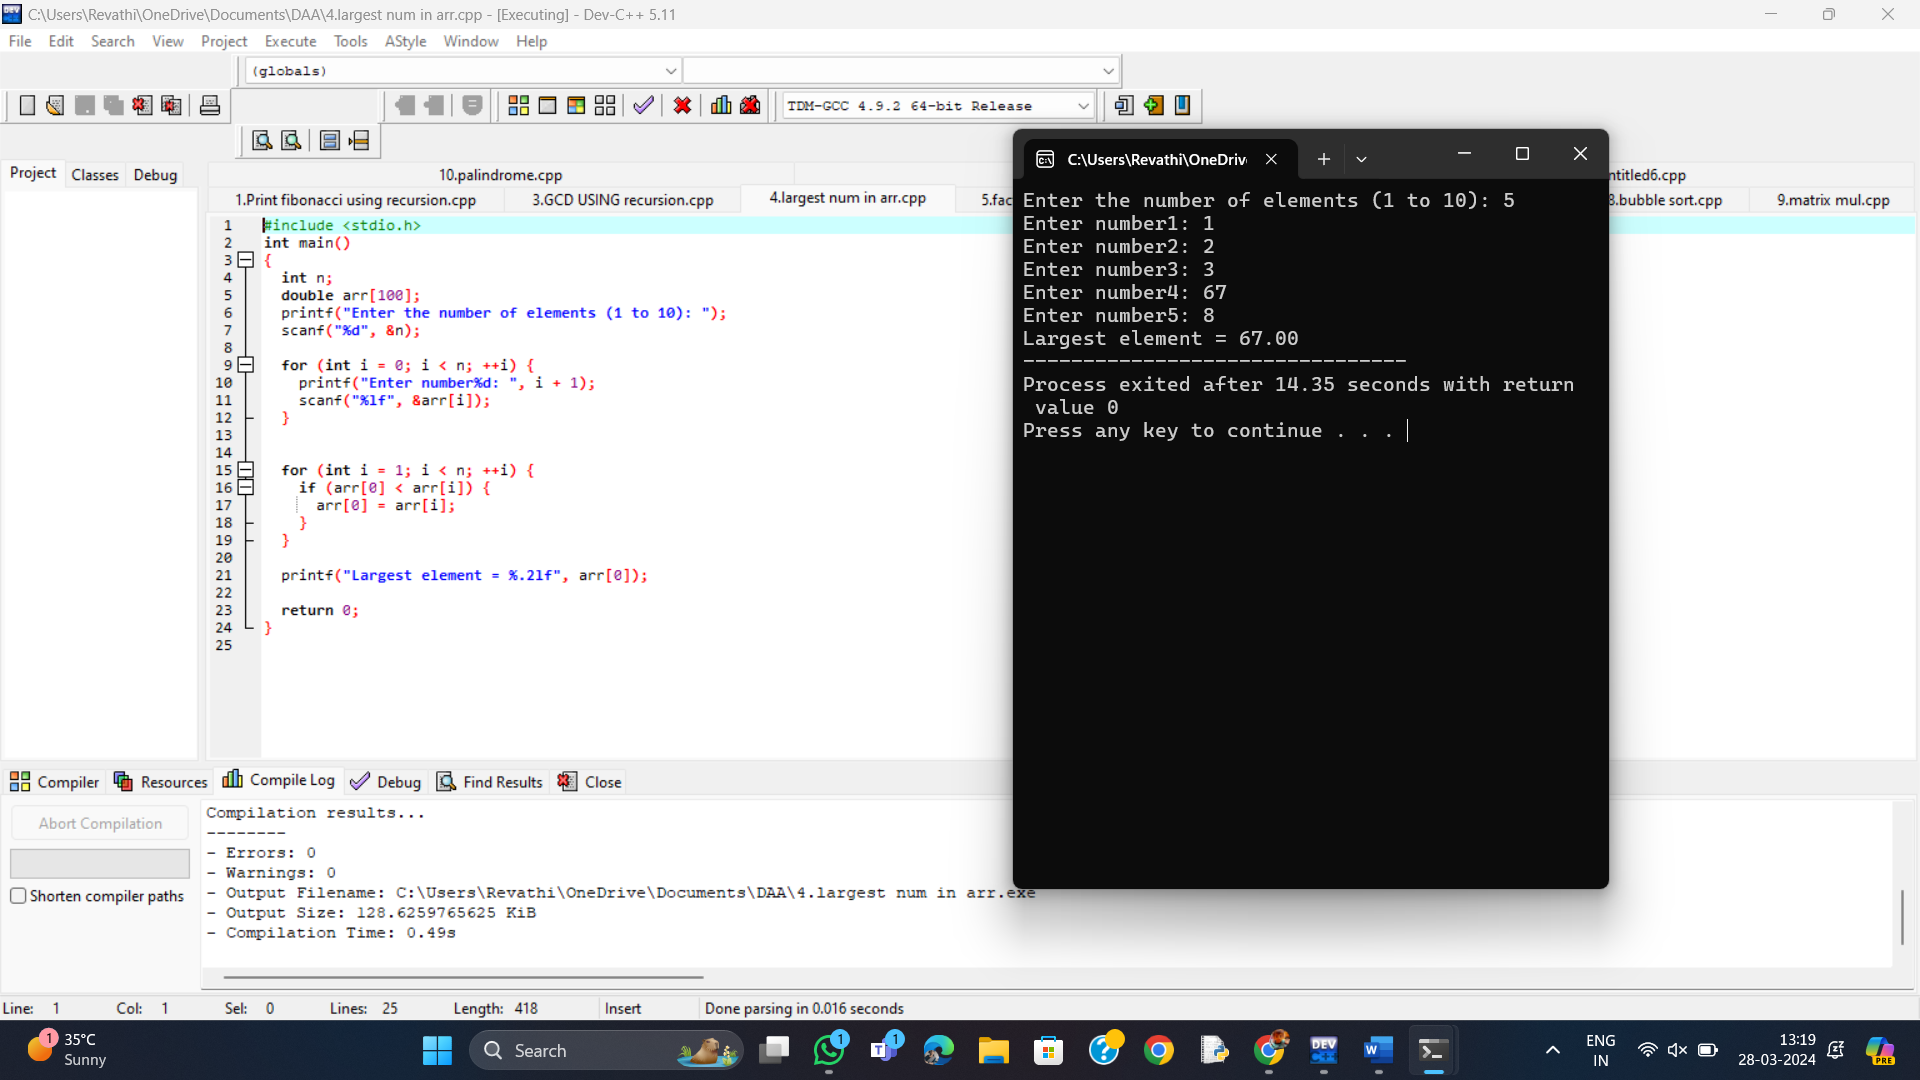 C:\Users\Revathi\OneDrive\Documents\DAA\4.largest num in arr.cpp - [Executing] - Dev-C++ 5.11
File Edit Search View Project Execute Tools AStyle Window Help
(globals)
TDM-GCC 4.9.2 64-bit Release
Project Classes Debug
10.palindrome.cpp
ntitled6.cpp
1.Print fibonacci using recursion.cpp 3.GCD USING recursion.cpp 4.largest num in arr.cpp 5.fac
8.bubble sort.cpp 9.matrix mul.cpp
1 #include <stdio.h>
2 int main()
3 {
4 int n;
5 double arr[100];
6 printf("Enter the number of elements (1 to 10): ");
7 scanf("%d", &n);
8
9 for (int i = 0; i < n; ++i) {
10 printf("Enter number%d: ", i + 1);
11 scanf("%lf", &arr[i]);
12 }
13
14
15 for (int i = 1; i < n; ++i) {
16 if (arr[0] < arr[i]) {
17 arr[0] = arr[i];
18 }
19 }
20
21 printf("Largest element = %.2lf", arr[0]);
22
23 return 0;
24 }
25
C:\Users\Revathi\OneDriv
Enter the number of elements (1 to 10): 5
Enter number1: 1
Enter number2: 2
Enter number3: 3
Enter number4: 67
Enter number5: 8
Largest element = 67.00
--------------------------------
Process exited after 14.35 seconds with return
value 0
Press any key to continue . . .
Compiler Resources Compile Log Debug Find Results Close
Abort Compilation
Shorten compiler paths
Compilation results...
--------
- Errors: 0
- Warnings: 0
- Output Filename: C:\Users\Revathi\OneDrive\Documents\DAA\4.largest num in arr.exe
- Output Size: 128.6259765625 KiB
- Compilation Time: 0.49s
Line: 1 Col: 1 Sel: 0 Lines: 25 Length: 418 Insert Done parsing in 0.016 seconds
1
35°C
Sunny
Search
1
1
DEV
ENG
IN
13:19
28-03-2024
PRE